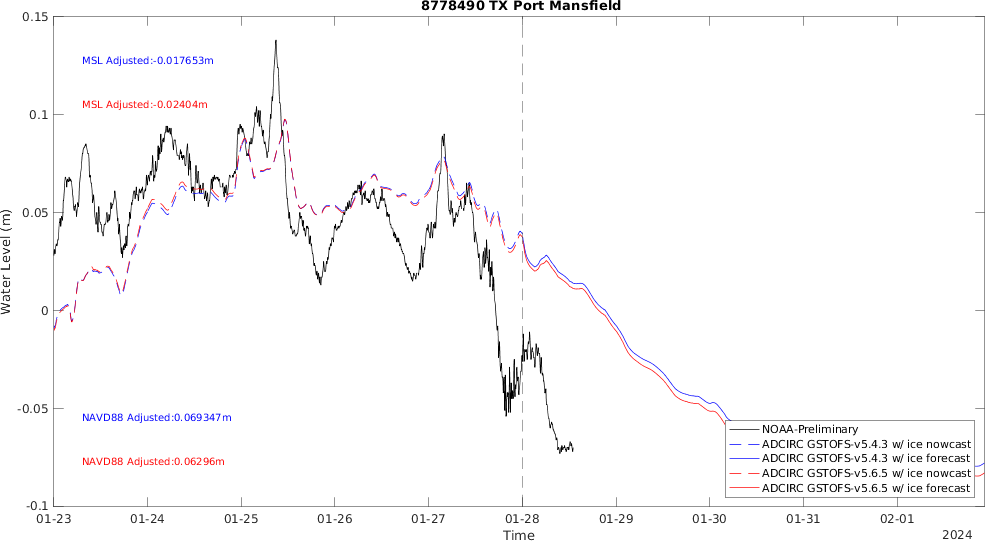 8778490 TX Port Mansfield
0.15
0.1
0.05
0
-0.05
-0.1
Water Level (m)
MSL Adjusted:-0.017653m
MSL Adjusted:-0.02404m
NAVD88 Adjusted:0.069347m
NAVD88 Adjusted:0.06296m
NOAA-Preliminary
ADCIRC GSTOFS-v5.4.3 w/ ice nowcast
ADCIRC GSTOFS-v5.4.3 w/ ice forecast
ADCIRC GSTOFS-v5.6.5 w/ ice nowcast
ADCIRC GSTOFS-v5.6.5 w/ ice forecast
01-23 01-24 01-25 01-26 01-27 01-28 01-29 01-30 01-31 02-01
Time
2024